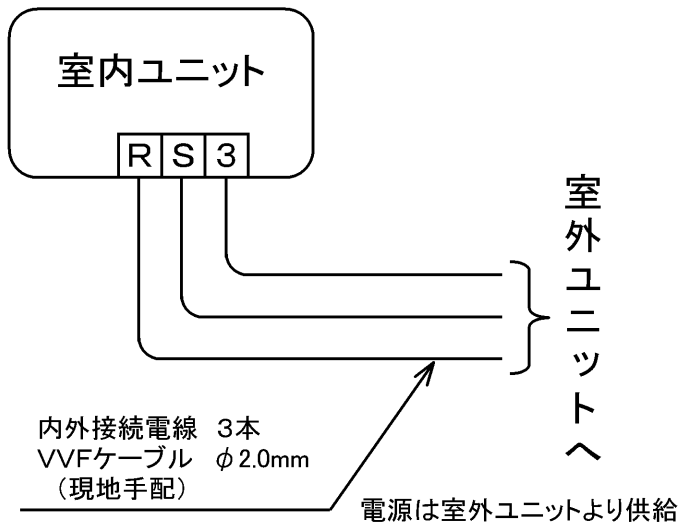 室内ユニット
R S 3
室外ユニットへ
内外接続電線 3本
VVFケーブル φ2.0mm
(現地手配)
電源は室外ユニットより供給